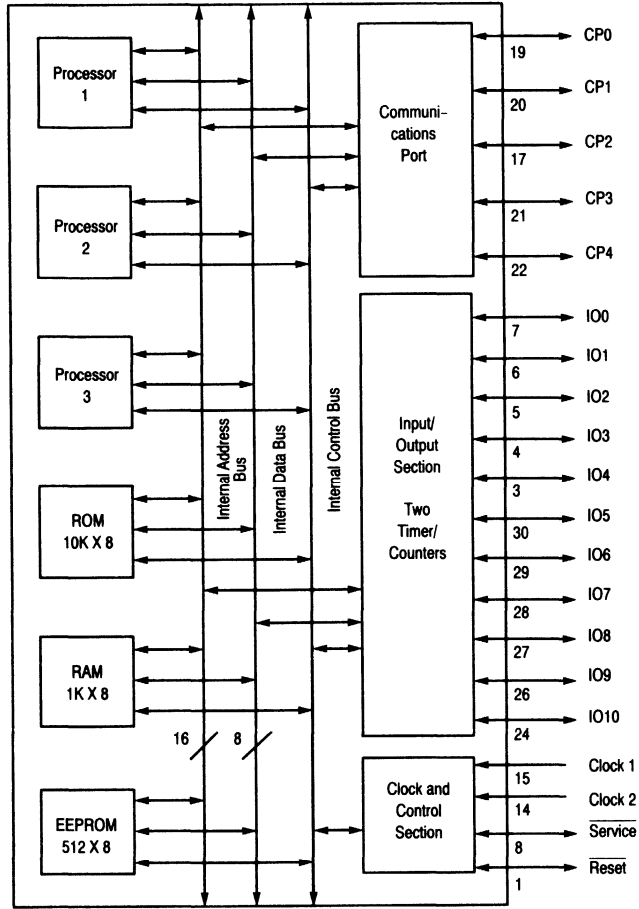 Processor
1
Processor
2
Processor
3
ROM
10K X 8
RAM
1K X 8
EEPROM
512 X 8
Internal Address
Bus
Internal Data Bus
Internal Control Bus
16
8
Communi-
cations
Port
CP0
19
CP1
20
CP2
17
CP3
21
CP4
22
Input/
Output
Section
Two
Timer/
Counters
IO0
7
IO1
6
IO2
5
IO3
4
IO4
3
IO5
30
IO6
29
IO7
28
IO8
27
IO9
26
IO10
24
Clock and
Control
Section
Clock 1
15
Clock 2
14
Service
8
Reset
1